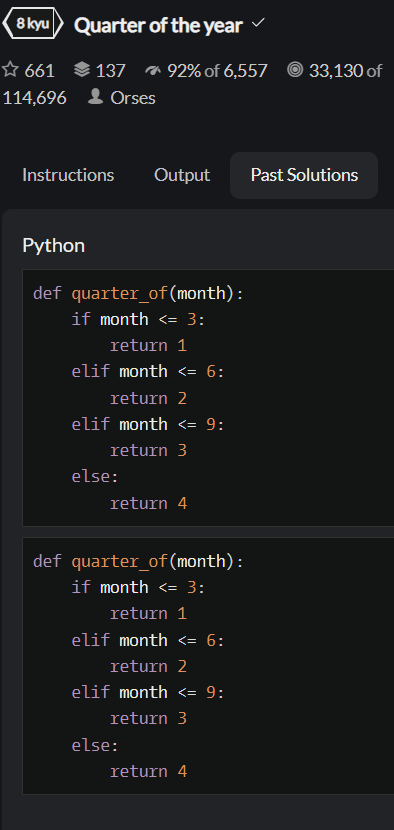 8 kyu Quarter of the year
661 137 92% of 6,557 33,130 of
114,696 Orses
Instructions Output Past Solutions
Python
def quarter_of(month):
    if month <= 3:
        return 1
    elif month <= 6:
        return 2
    elif month <= 9:
        return 3
    else:
        return 4
def quarter_of(month):
    if month <= 3:
        return 1
    elif month <= 6:
        return 2
    elif month <= 9:
        return 3
    else:
        return 4